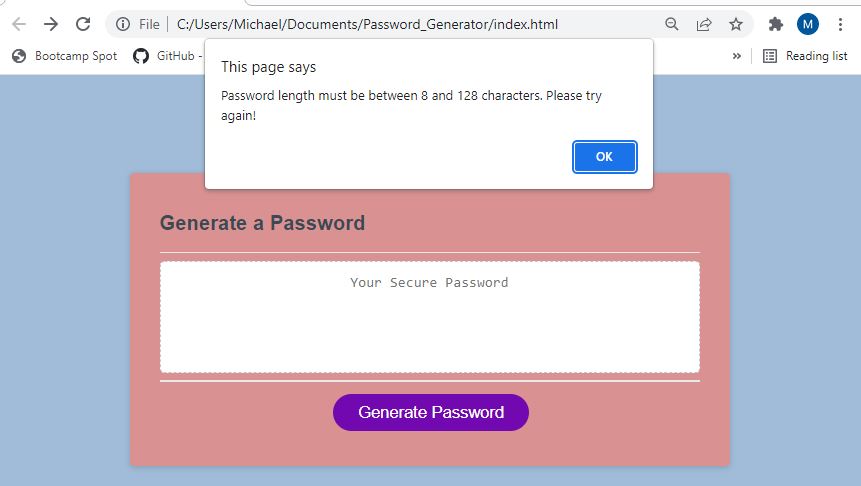 File | C:/Users/Michael/Documents/Password_Generator/index.html
M
Bootcamp Spot
GitHub -
»
Reading list
This page says
Password length must be between 8 and 128 characters. Please try
again!
OK
Generate a Password
Your Secure Password
Generate Password